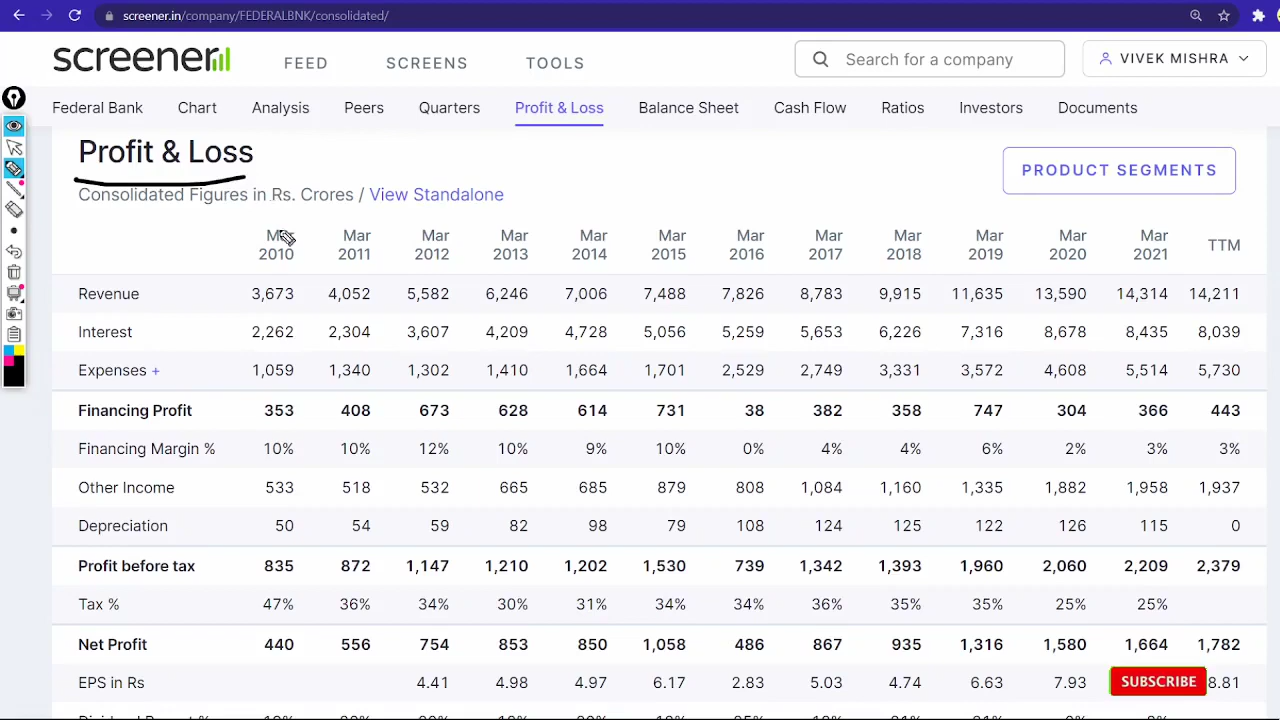 screener.in/company/FEDERALBNK/consolidated/
screener FEED SCREENS TOOLS Search for a company VIVEK MISHRA
Federal Bank Chart Analysis Peers Quarters Profit & Loss Balance Sheet Cash Flow Ratios Investors Documents
Profit & Loss
PRODUCT SEGMENTS
Consolidated Figures in Rs. Crores / View Standalone
Mar 2010 Mar 2011 Mar 2012 Mar 2013 Mar 2014 Mar 2015 Mar 2016 Mar 2017 Mar 2018 Mar 2019 Mar 2020 Mar 2021 TTM
Revenue 3,673 4,052 5,582 6,246 7,006 7,488 7,826 8,783 9,915 11,635 13,590 14,314 14,211
Interest 2,262 2,304 3,607 4,209 4,728 5,056 5,259 5,653 6,226 7,316 8,678 8,435 8,039
Expenses + 1,059 1,340 1,302 1,410 1,664 1,701 2,529 2,749 3,331 3,572 4,608 5,514 5,730
Financing Profit 353 408 673 628 614 731 38 382 358 747 304 366 443
Financing Margin % 10% 10% 12% 10% 9% 10% 0% 4% 4% 6% 2% 3% 3%
Other Income 533 518 532 665 685 879 808 1,084 1,160 1,335 1,882 1,958 1,937
Depreciation 50 54 59 82 98 79 108 124 125 122 126 115 0
Profit before tax 835 872 1,147 1,210 1,202 1,530 739 1,342 1,393 1,960 2,060 2,209 2,379
Tax % 47% 36% 34% 30% 31% 34% 34% 36% 35% 35% 25% 25%
Net Profit 440 556 754 853 850 1,058 486 867 935 1,316 1,580 1,664 1,782
EPS in Rs 4.41 4.98 4.97 6.17 2.83 5.03 4.74 6.63 7.93 SUBSCRIBE 8.81